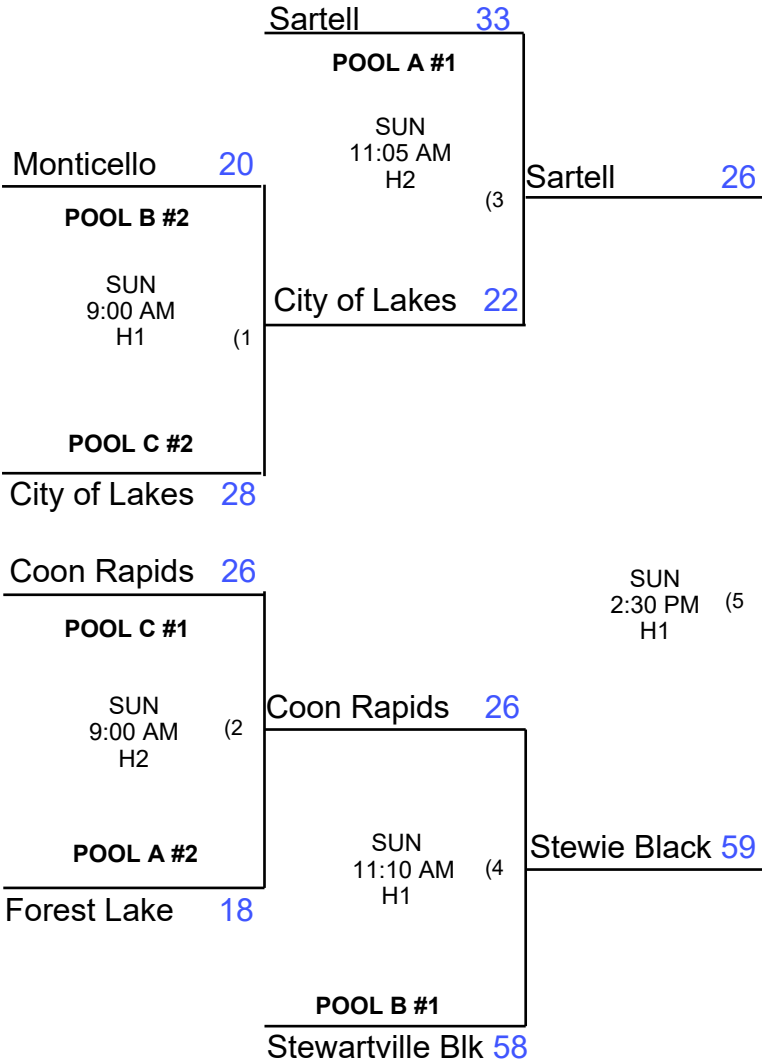 Sartell 33
POOL A #1
SUN
11:05 AM
H2
(3
Monticello 20
POOL B #2
SUN
9:00 AM
H1
(1
POOL C #2
City of Lakes 28
City of Lakes 22
Sartell 26
Coon Rapids 26
POOL C #1
SUN
9:00 AM
H2
(2
POOL A #2
Forest Lake 18
Coon Rapids 26
SUN
11:10 AM
H1
(4
POOL B #1
Stewartville Blk 58
SUN
2:30 PM
H1
(5
Stewie Black 59